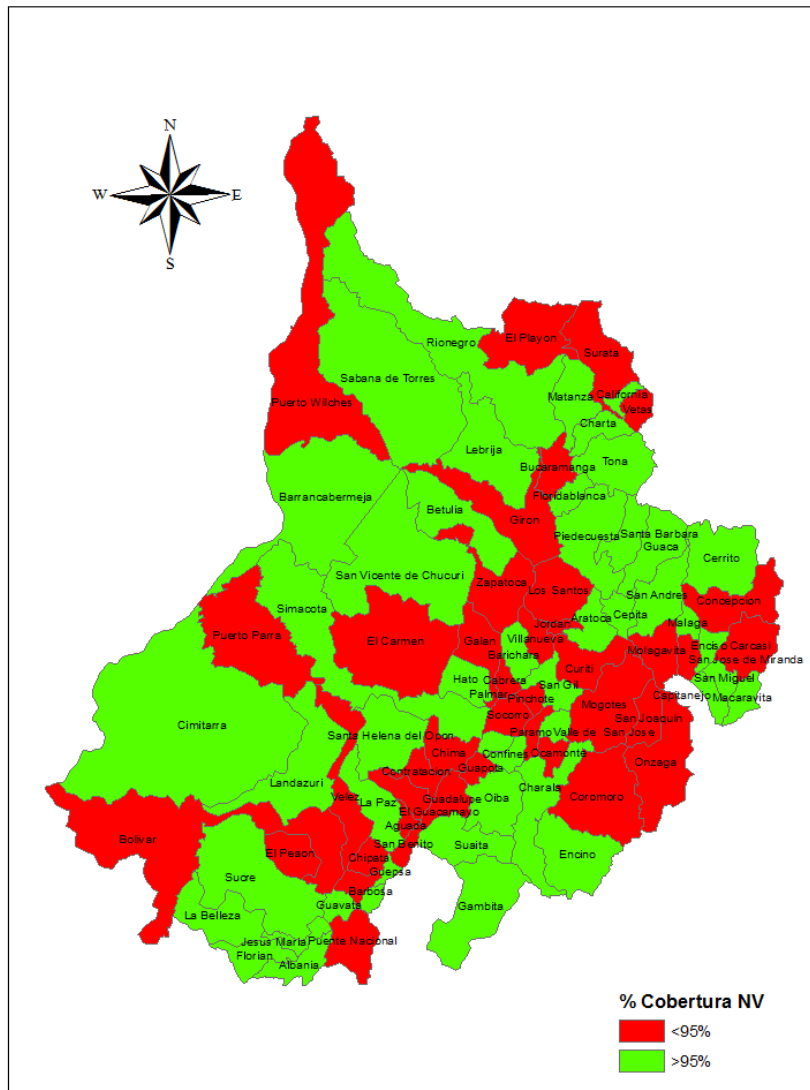 N
W E
S
El Playon
Rionegro
Surata
Sabana de Torres
California
Matanza
Puerto Wilches
Vetas
Charta
Lebrija
Tona
Bucaramanga
Barrancabermeja
Floridablanca
Betulia
Giron
Piedecuesta
Santa Barbara
Guaca
Cerrito
San Vicente de Chucuri
Zapatoca
Los Santos
San Andres
Concepcion
Simacota
Aratoca
Cepita
Jordan
Malaga
Puerto Parra
El Carmen
Galan
Villanueva
Enciso
Carcasi
Molagavita
Barichara
San Jose de Miranda
Curiti
Hato
Cabrera
San Gil
San Miguel
Palmar
Pinchote
Capitanejo
Macaravita
Mogotes
Socorro
San Joaquin
Cimitarra
Santa Helena del Opon
Paramo
Valle de San Jose
Chima
Confines
Ocamonte
Onzaga
Guapota
Contratacion
Landazuri
Charala
Velez
La Paz
Guadalupe
Oiba
Coromoro
El Guacamayo
Aguada
Bolivar
San Benito
Suaita
El Peson
Chipata
Encino
Guepsa
Sucre
Barbosa
Guavata
Gambita
La Belleza
Jesus Maria
Puente Nacional
Florian
Albania
% Cobertura NV
<95%
>95%